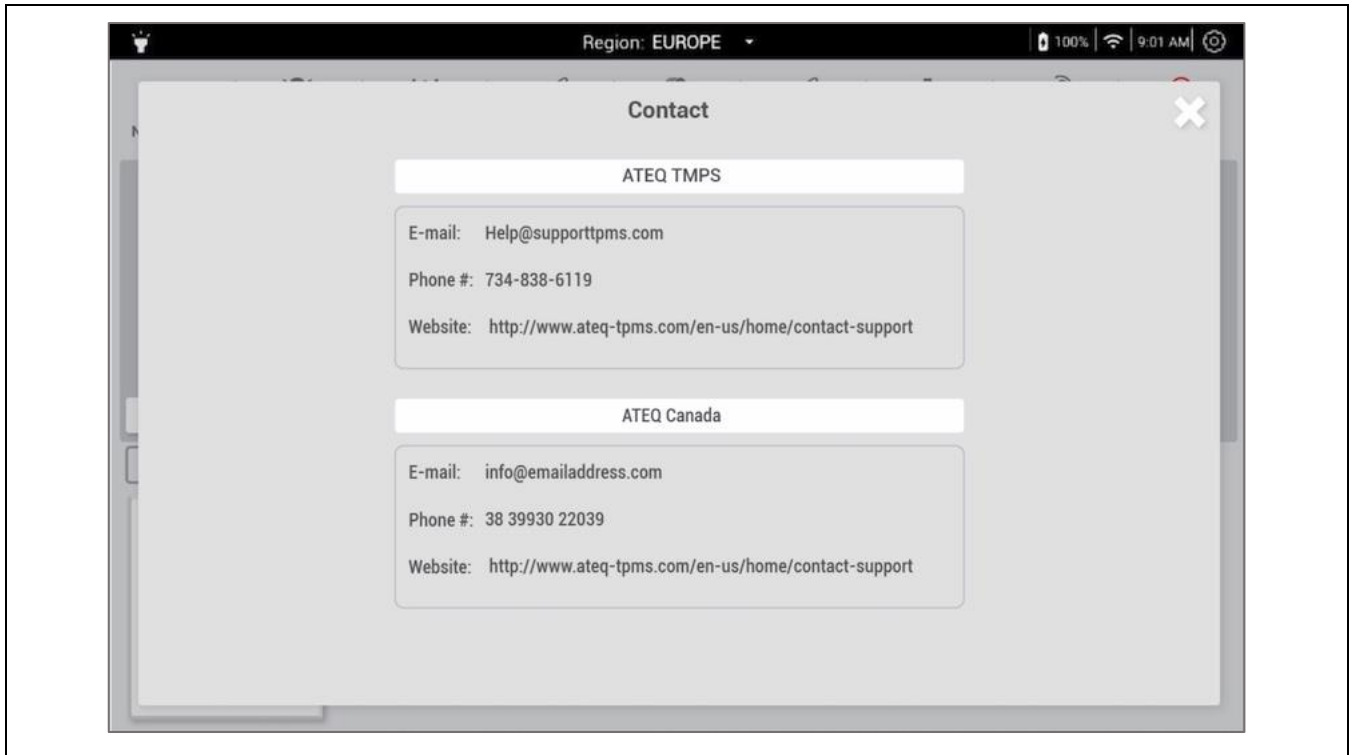 Region: EUROPE
100%
9:01 AM
Contact
ATEQ TMPS
E-mail: Help@supporttpms.com
Phone #: 734-838-6119
Website: http://www.ateq-tpms.com/en-us/home/contact-support
ATEQ Canada
E-mail: info@emailaddress.com
Phone #: 38 39930 22039
Website: http://www.ateq-tpms.com/en-us/home/contact-support